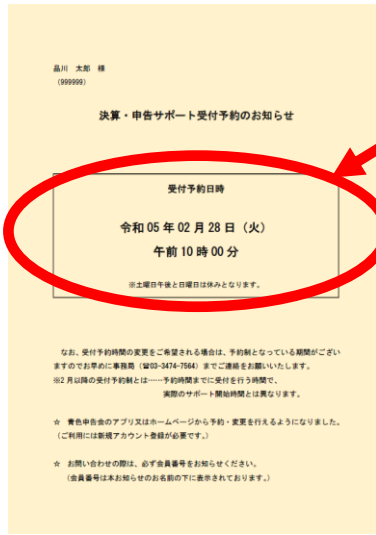 品川 太郎 様
(999999)
決算・申告サポート受付予約のお知らせ
受付予約日時
令和 05 年 02 月 28 日（火）
午前 10 時 00 分
※土曜日午後と日曜日は休みとなります。
なお、受付予約時間の変更をご希望される場合は、予約制となっている期間がござい
ますのでお早めに事務局（☎03-3474-7564）までご連絡をお願いいたします。
※2 月以降の受付予約制とは……予約時間までに受付を行う時間で、
実際のサポート開始時間とは異なります。
☆ 青色申告会のアプリ又はホームページから予約・変更を行えるようになりました。
（ご利用には新規アカウント登録が必要です。）
☆ お問い合わせの際は、必ず会員番号をお知らせください。
（会員番号は本お知らせのお名前の下に表示されております。）